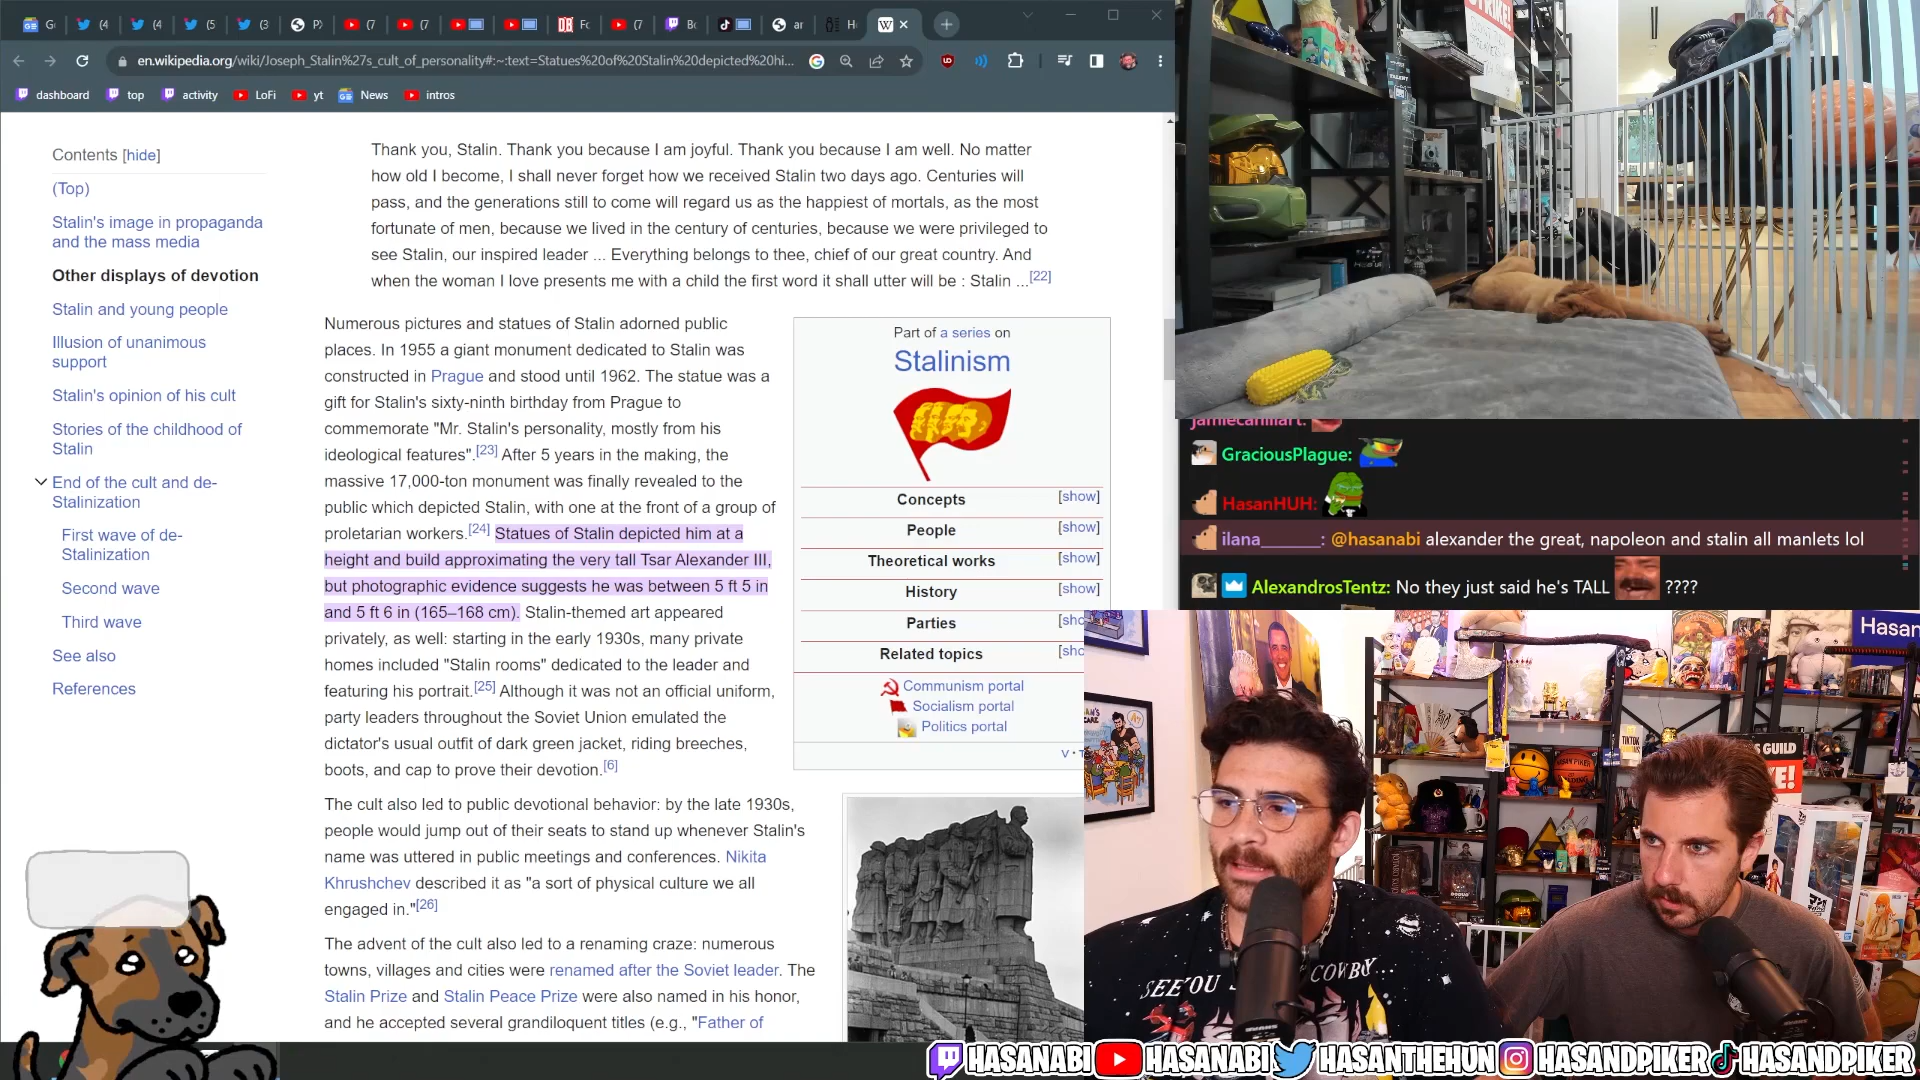 en.wikipedia.org/wiki/Joseph_Stalin%27s_cult_of_personality#:~:text=Statues%20of%20Stalin%20depicted%20hi...
dashboard top activity LoFi yt News intros
Contents [hide]
(Top)
Stalin's image in propaganda
and the mass media
Other displays of devotion
Stalin and young people
Illusion of unanimous
support
Stalin's opinion of his cult
Stories of the childhood of
Stalin
End of the cult and de-
Stalinization
First wave of de-
Stalinization
Second wave
Third wave
See also
References
Thank you, Stalin. Thank you because I am joyful. Thank you because I am well. No matter
how old I become, I shall never forget how we received Stalin two days ago. Centuries will
pass, and the generations still to come will regard us as the happiest of mortals, as the most
fortunate of men, because we lived in the century of centuries, because we were privileged to
see Stalin, our inspired leader ... Everything belongs to thee, chief of our great country. And
when the woman I love presents me with a child the first word it shall utter will be : Stalin ...[22]
Numerous pictures and statues of Stalin adorned public
places. In 1955 a giant monument dedicated to Stalin was
constructed in Prague and stood until 1962. The statue was a
gift for Stalin's sixty-ninth birthday from Prague to
commemorate "Mr. Stalin's personality, mostly from his
ideological features".[23] After 5 years in the making, the
massive 17,000-ton monument was finally revealed to the
public which depicted Stalin, with one at the front of a group of
proletarian workers.[24] Statues of Stalin depicted him at a
height and build approximating the very tall Tsar Alexander III,
but photographic evidence suggests he was between 5 ft 5 in
and 5 ft 6 in (165–168 cm). Stalin-themed art appeared
privately, as well: starting in the early 1930s, many private
homes included "Stalin rooms" dedicated to the leader and
featuring his portrait.[25] Although it was not an official uniform,
party leaders throughout the Soviet Union emulated the
dictator's usual outfit of dark green jacket, riding breeches,
boots, and cap to prove their devotion.[6]
The cult also led to public devotional behavior: by the late 1930s,
people would jump out of their seats to stand up whenever Stalin's
name was uttered in public meetings and conferences. Nikita
Khrushchev described it as "a sort of physical culture we all
engaged in."[26]
The advent of the cult also led to a renaming craze: numerous
towns, villages and cities were renamed after the Soviet leader. The
Stalin Prize and Stalin Peace Prize were also named in his honor,
and he accepted several grandiloquent titles (e.g., "Father of
Part of a series on
Stalinism
Concepts [show]
People [show]
Theoretical works [show]
History [show]
Parties [sho
Related topics [sho
Communism portal
Socialism portal
Politics portal
V · T
GraciousPlague:
HasanHUH:
ilana_______: @hasanabi alexander the great, napoleon and stalin all manlets lol
AlexandrosTentz: No they just said he's TALL ????
Hasan
GUILD
SEE YOU COWBY...
HASANABI HASANABI HASANTHEHUN HASANDPIKER HASANDPIKER